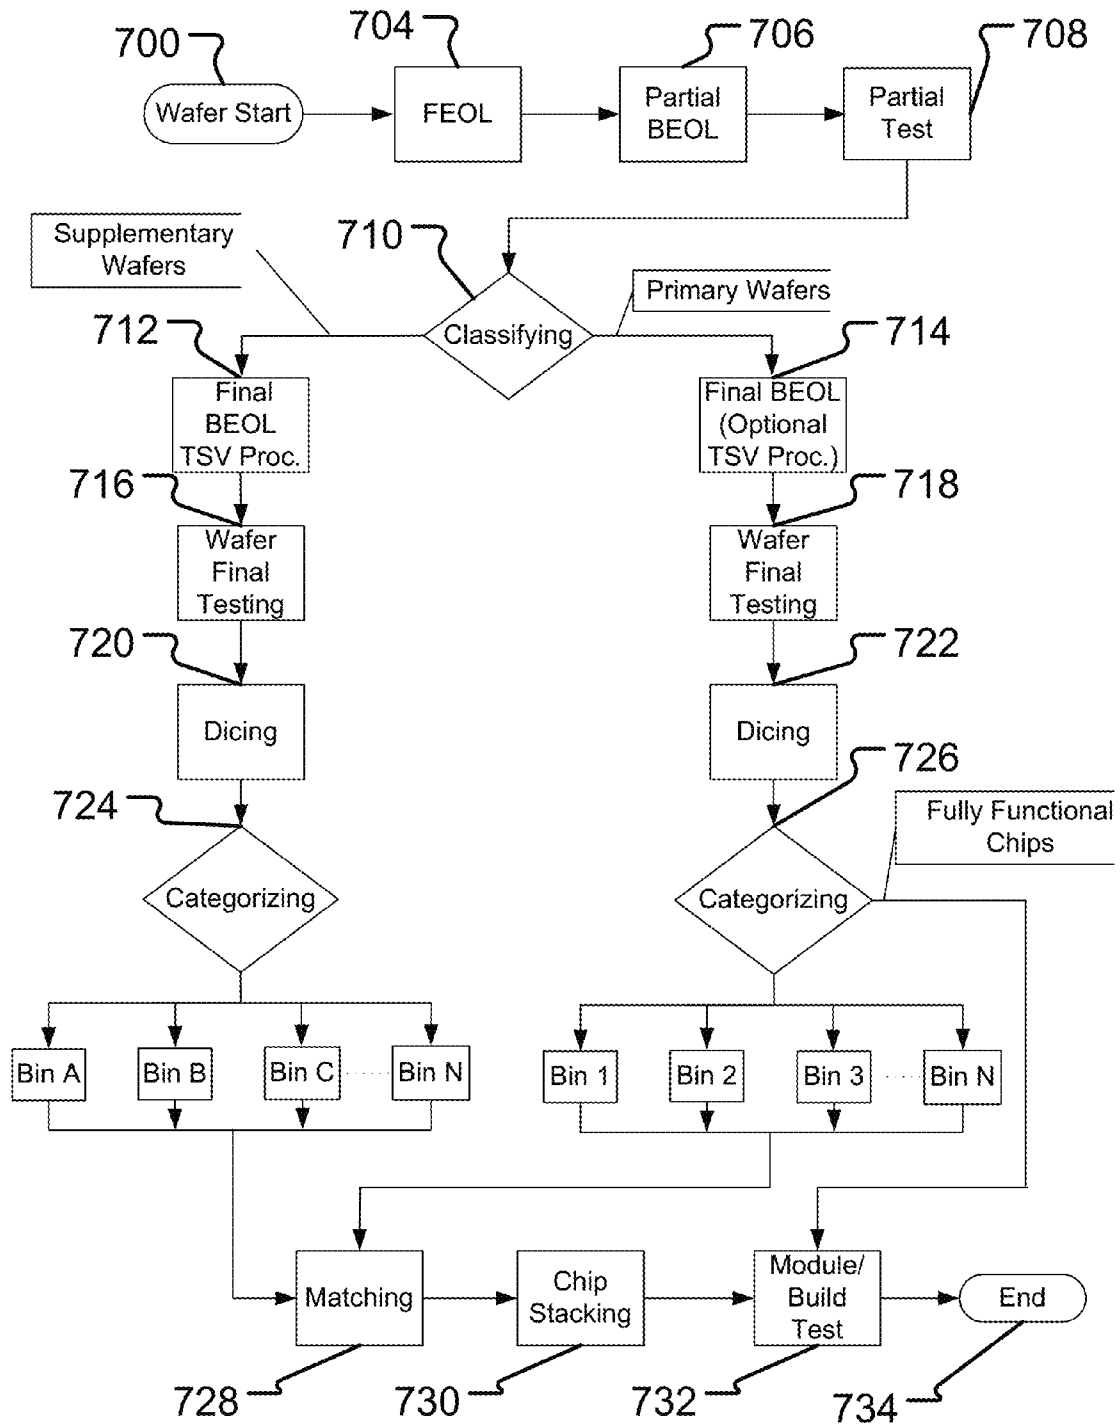 700
704
706
708
Wafer Start
FEOL
Partial
BEOL
Partial
Test
Supplementary
Wafers
710
Primary Wafers
Classifying
712
714
Final
BEOL
TSV Proc.
Final BEOL
(Optional
TSV Proc.)
716
718
Wafer
Final
Testing
Wafer
Final
Testing
720
722
Dicing
Dicing
724
726
Fully Functional
Chips
Categorizing
Categorizing
Bin A
Bin B
Bin C
Bin N
Bin 1
Bin 2
Bin 3
Bin N
Matching
Chip
Stacking
Module/
Build
Test
End
728
730
732
734